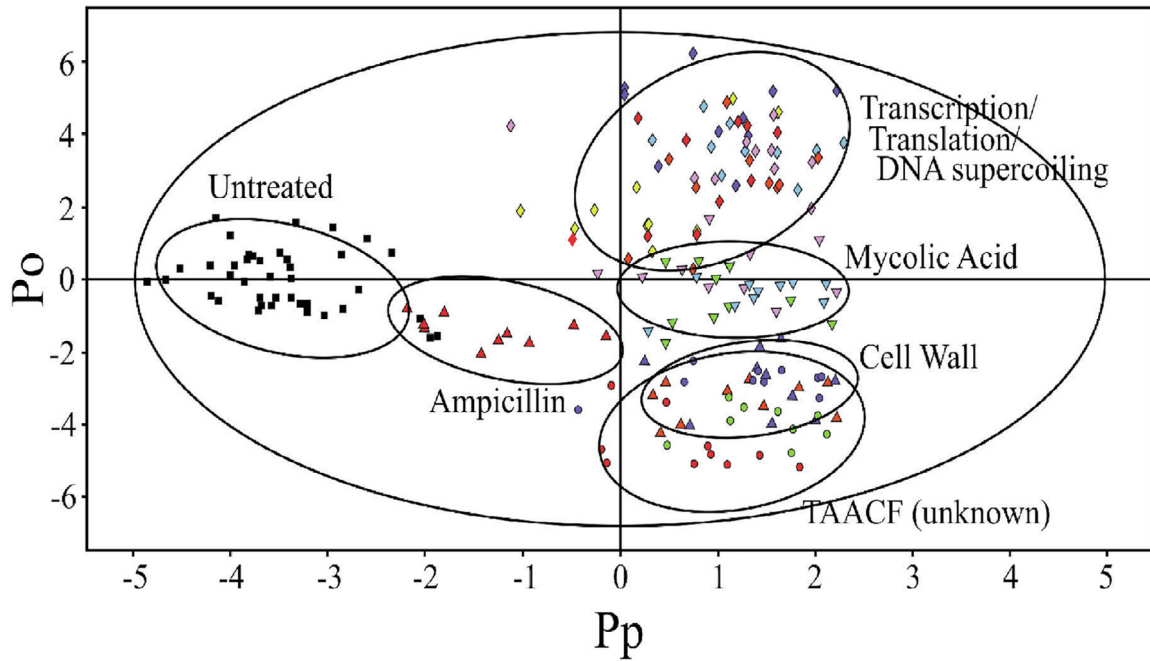 6
4
2
0
-2
-4
-6
Po
Untreated
Transcription/
Translation/
DNA supercoiling
Mycolic Acid
Ampicillin
Cell Wall
TAACF (unknown)
-5 -4 -3 -2 -1 0 1 2 3 4 5
Pp